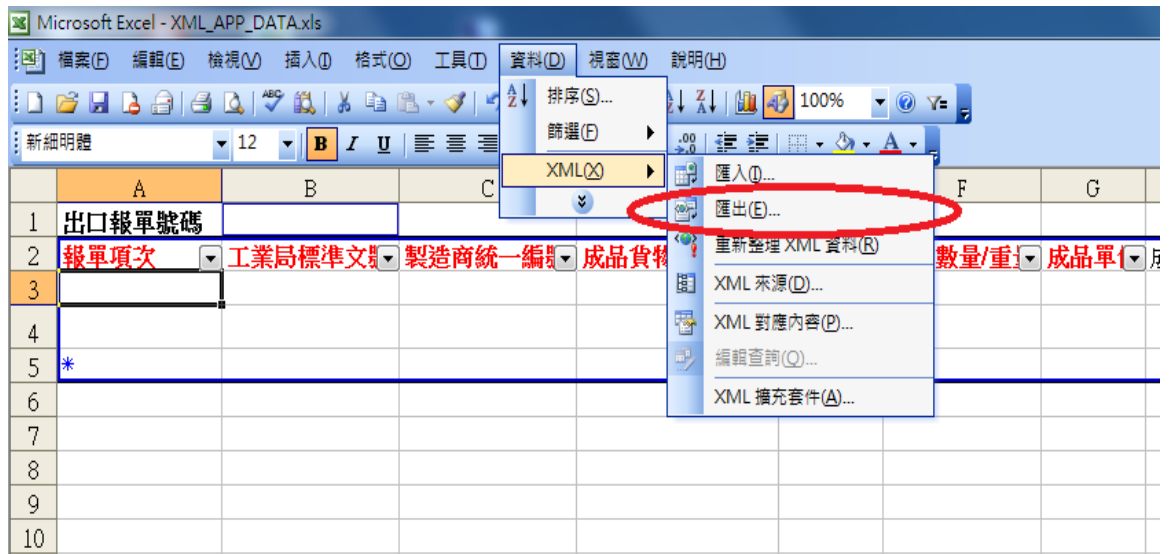 Microsoft Excel - XML_APP_DATA.xls
檔案(F) 編輯(E) 檢視(V) 插入(I) 格式(O) 工具(T) 資料(D) 視窗(W) 說明(H)
排序(S)...
100%
篩選(F)
新細明體 12 B I U
XML(X)
匯入(I)...
匯出(E)...
重新整理 XML 資料(R)
XML 來源(D)...
XML 對應內容(P)...
編輯查詢(Q)...
XML 擴充套件(A)...
A B C F G
1 出口報單號碼
2 報單項次 工業局標準文 製造商統一編 成品貨物 數量/重 成品單
3
4
5 *
6
7
8
9
10